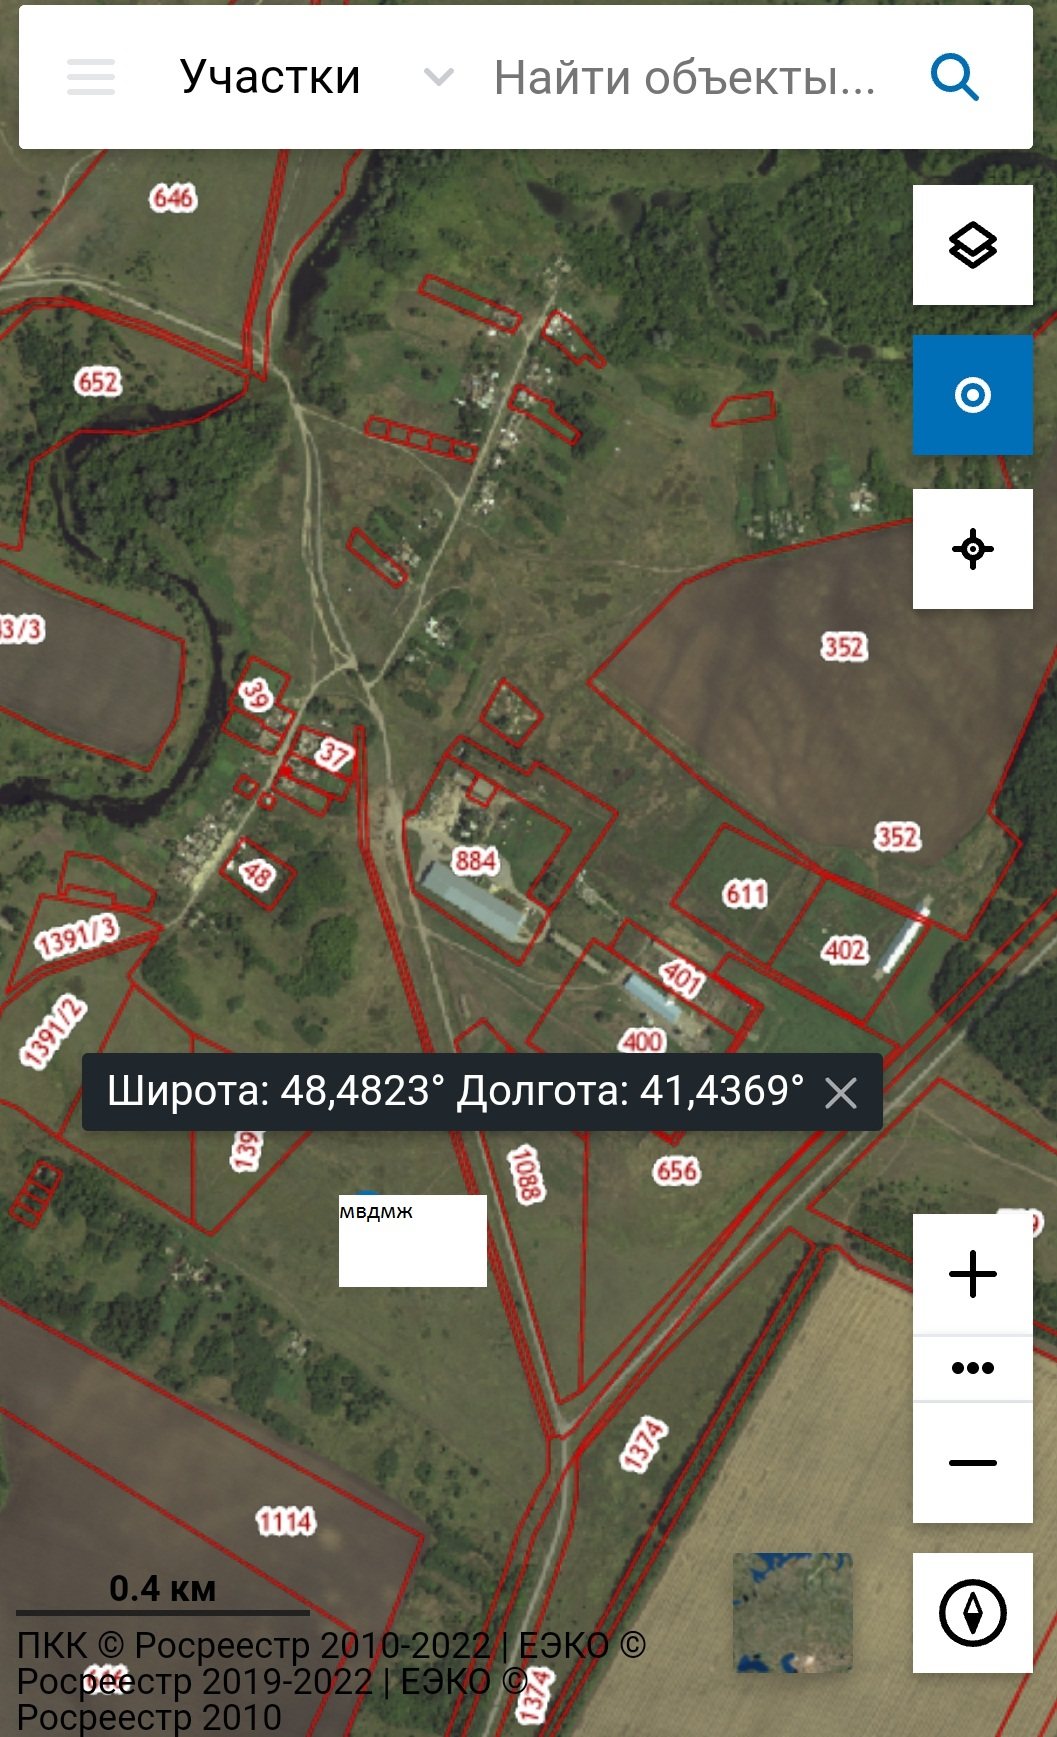 Участки
Найти объекты...
646
652
352
3/3
39
37
352
884
48
611
1391/3
402
401
1391/2
400
Широта: 48,4823° Долгота: 41,4369°
139
1088
656
мвдмж
1374
1114
0.4 км
ПКК © Росреестр 2010-2022 | ЕЭКО ©
Росреестр 2019-2022 | ЕЭКО ©
1374
Росреестр 2010